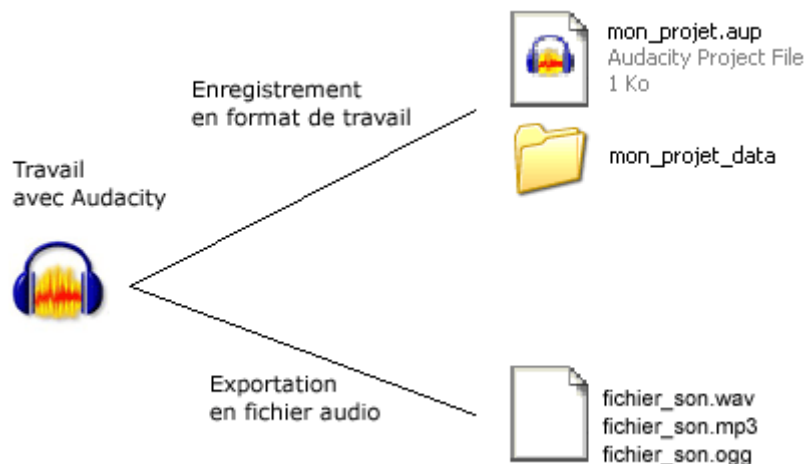 mon_projet.aup
Audacity Project File
1 Ko
Enregistrement
en format de travail
mon_projet_data
Travail
avec Audacity
Exportation
en fichier audio
fichier_son.wav
fichier_son.mp3
fichier_son.ogg